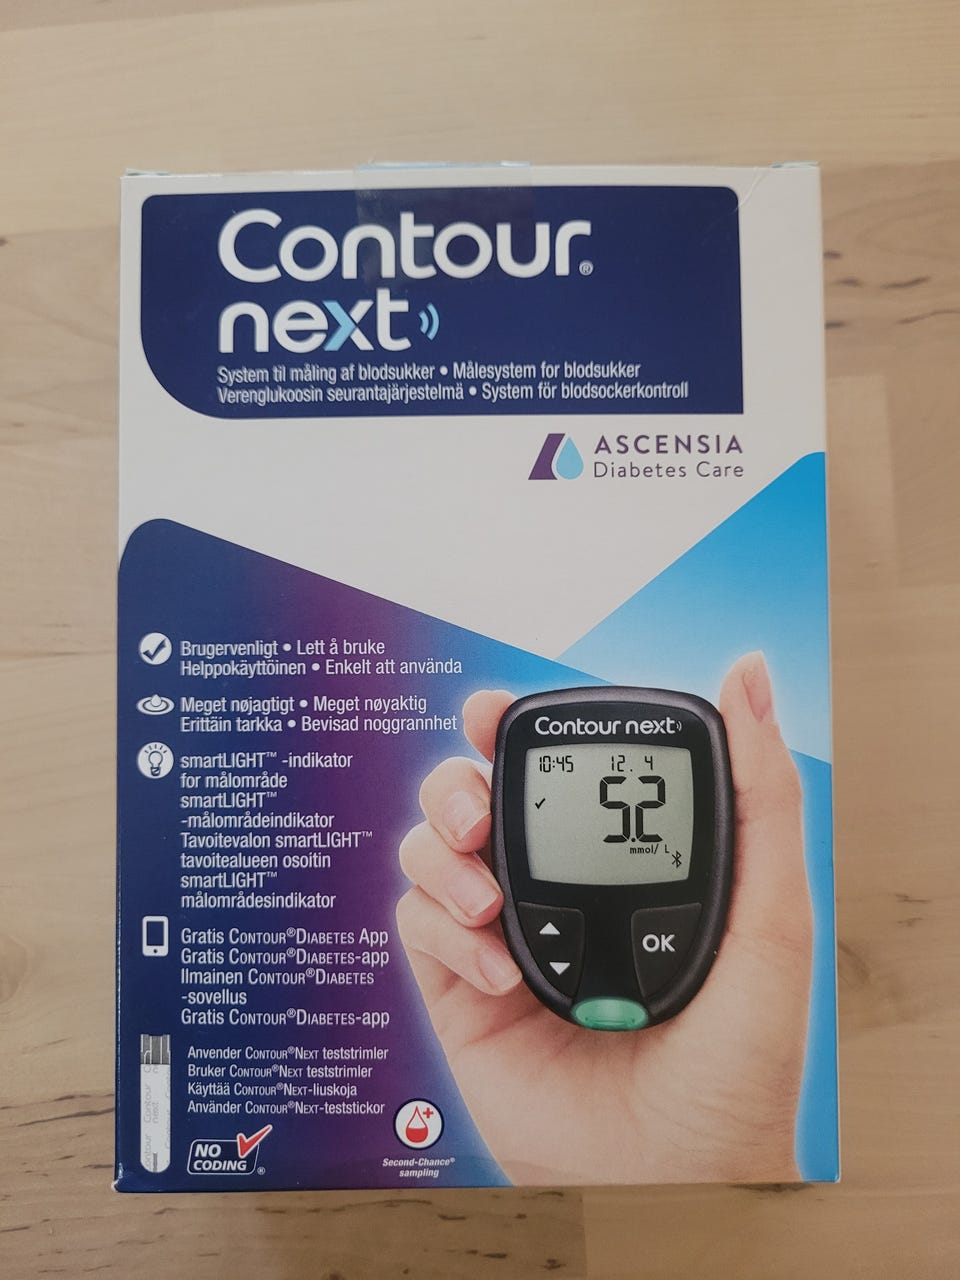 Contour®
next
System til måling af blodsukker • Målesystem for blodsukker
Verenglukoosin seurantajärjestelmä • System för blodsockerkontroll
ASCENSIA
Diabetes Care
Brugervenligt • Lett å bruke
Helppokäyttöinen • Enkelt att använda
Meget nøjagtigt • Meget nøyaktig
Erittäin tarkka • Bevisad noggrannhet
smartLIGHT™ -indikator
for målområde
smartLIGHT™
-målområdeindikator
Tavoitevalon smartLIGHT™
tavoitealueen osoitin
smartLIGHT™
målområdesindikator
Gratis CONTOUR®DIABETES App
Gratis CONTOUR®DIABETES-app
Ilmainen CONTOUR®DIABETES
-sovellus
Gratis CONTOUR®DIABETES-app
Anvender CONTOUR®NEXT teststrimler
Bruker CONTOUR®NEXT teststrimler
Käyttää CONTOUR®NEXT-liuskoja
Använder CONTOUR®NEXT-teststickor
Contour next
10:45 12. 4
✓ 5.2
mmol/ L
OK
Contour
next
Contour
NO
CODING®
Second-Chance®
sampling